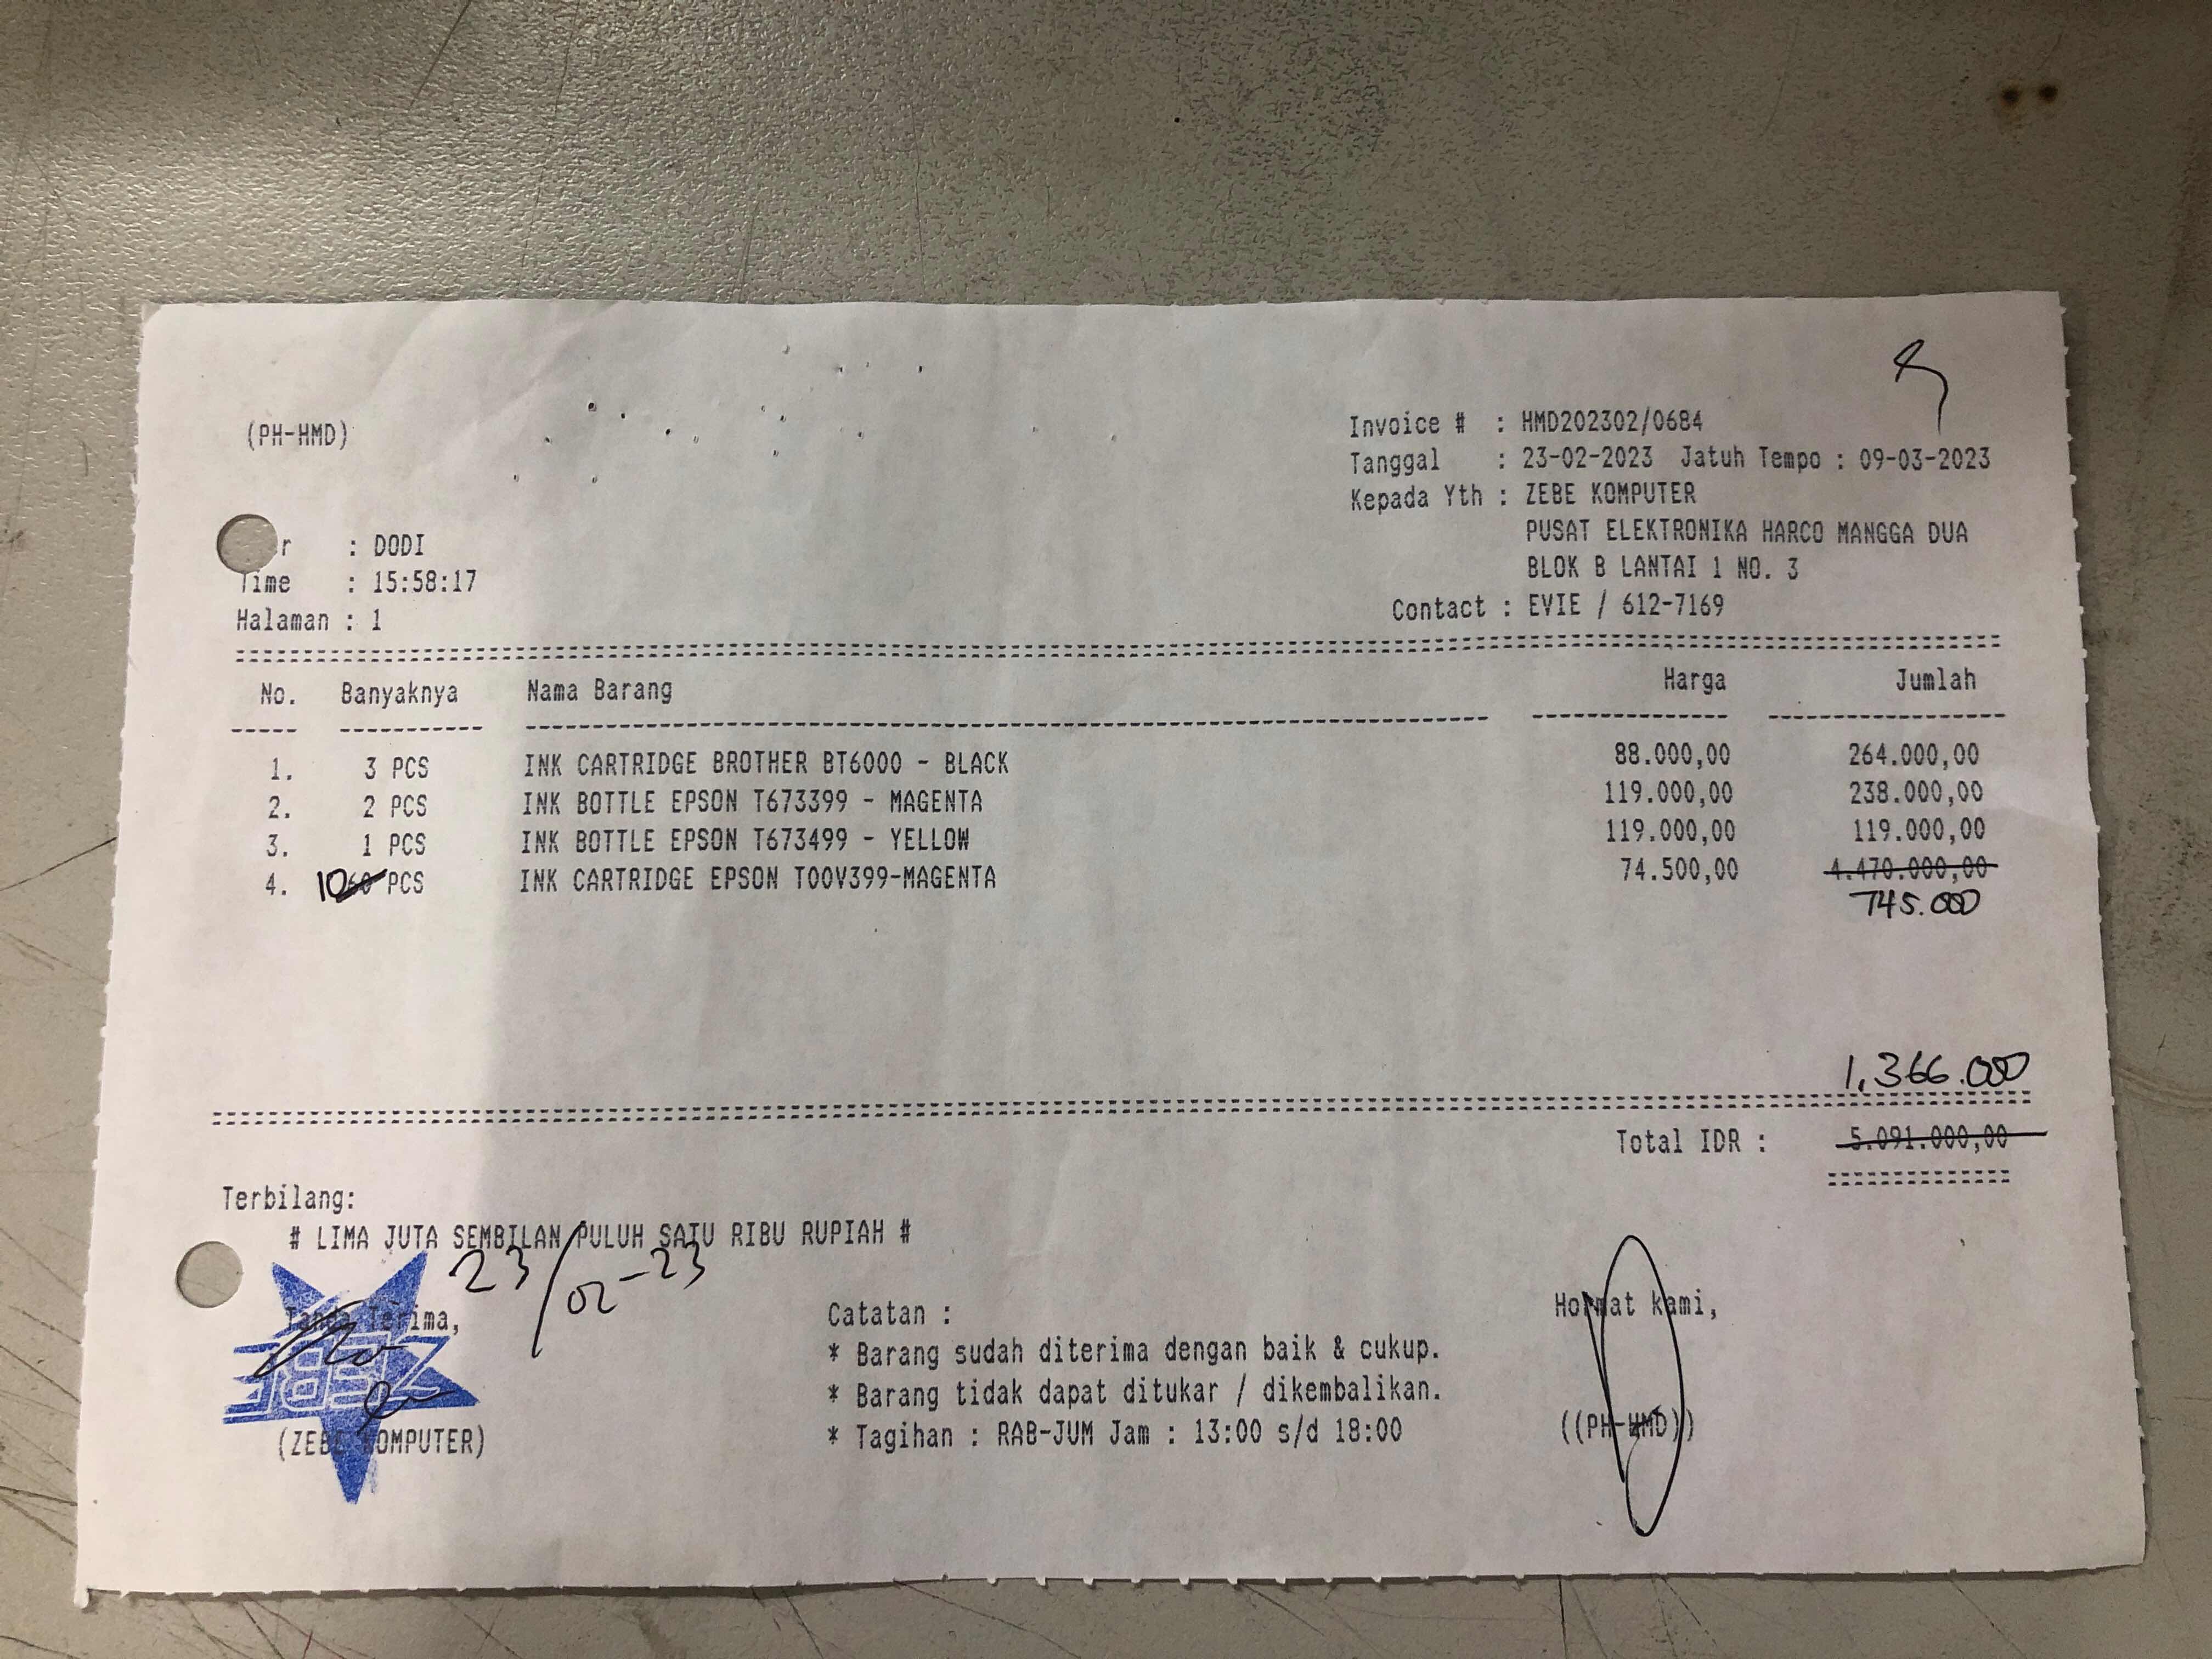 (PH-HMD)
Invoice # : HMD202302/0684
Tanggal : 23-02-2023 Jatuh Tempo : 09-03-2023
Kepada Yth : ZEBE KOMPUTER
PUSAT ELEKTRONIKA HARCO MANGGA DUA
BLOK B LANTAI 1 NO. 3
Contact : EVIE / 612-7169
r : DODI
Time : 15:58:17
Halaman : 1
No. Banyaknya Nama Barang Harga Jumlah
1. 3 PCS INK CARTRIDGE BROTHER BT6000 - BLACK 88.000,00 264.000,00
2. 2 PCS INK BOTTLE EPSON T673399 - MAGENTA 119.000,00 238.000,00
3. 1 PCS INK BOTTLE EPSON T673499 - YELLOW 119.000,00 119.000,00
4. 10 60 PCS INK CARTRIDGE EPSON T00V399-MAGENTA 74.500,00 4.470.000,00
745.000
1,366.000
Total IDR : 5.091.000,00
Terbilang:
# LIMA JUTA SEMBILAN PULUH SATU RIBU RUPIAH #
23/02-23
Tanda Terima,
ZEBE
(ZEBE KOMPUTER)
Catatan :
* Barang sudah diterima dengan baik & cukup.
* Barang tidak dapat ditukar / dikembalikan.
* Tagihan : RAB-JUM Jam : 13:00 s/d 18:00
Hormat kami,
((PH-HMD))